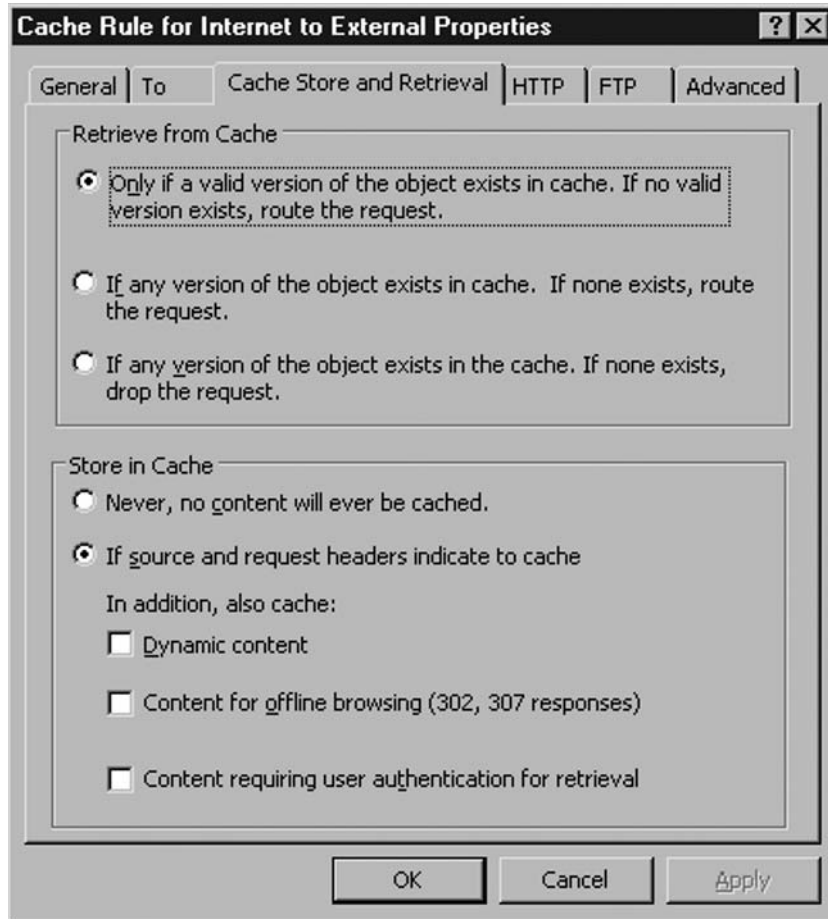 Cache Rule for Internet to External Properties
General To Cache Store and Retrieval HTTP FTP Advanced
Retrieve from Cache
Only if a valid version of the object exists in cache. If no valid
version exists, route the request.
If any version of the object exists in cache. If none exists, route
the request.
If any version of the object exists in the cache. If none exists,
drop the request.
Store in Cache
Never, no content will ever be cached.
If source and request headers indicate to cache
In addition, also cache:
Dynamic content
Content for offline browsing (302, 307 responses)
Content requiring user authentication for retrieval
OK Cancel Apply